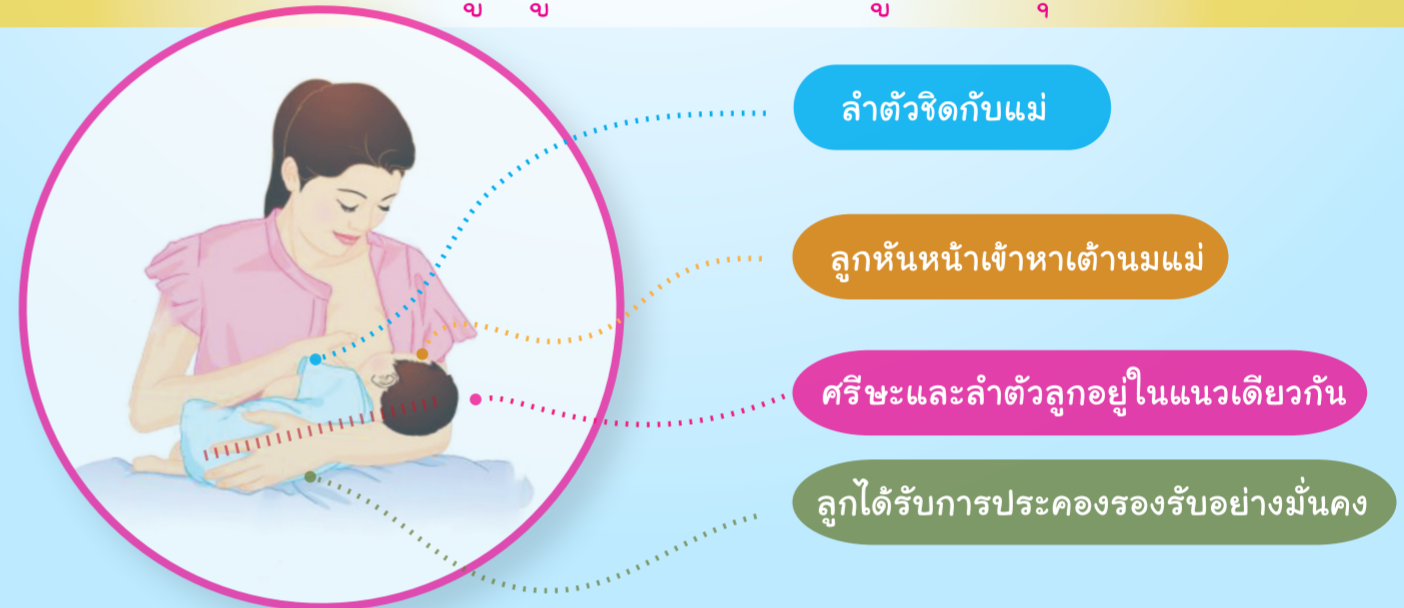 ลำตัวชิดกับแม่
ลูกหันหน้าเข้าหาเต้านมแม่
ศรีษะและลำตัวลูกอยู่ในแนวเดียวกัน
ลูกได้รับการประคองรองรับอย่างมั่นคง